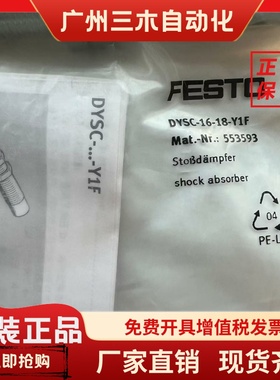 广州三木自动化
正
保
FESTO
DYSC-16-18-Y1F
Mat.-Nr.: 553593
Stoßdämpfer
shock absorber
DYSC-...-Y1F
04
PE-L
装正品
免费开具增值税发票
立即抢购
厂家直销 现货齐